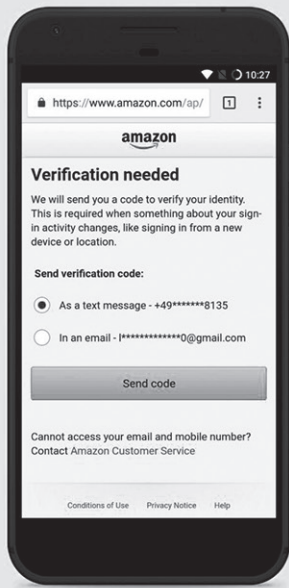 10:27
https://www.amazon.com/ap/ 1
amazon
Verification needed
We will send you a code to verify your identity.
This is required when something about your sign-
in activity changes, like signing in from a new
device or location.
Send verification code:
As a text message - +49*******8135
In an email - l*************0@gmail.com
Send code
Cannot access your email and mobile number?
Contact Amazon Customer Service
Conditions of Use Privacy Notice Help